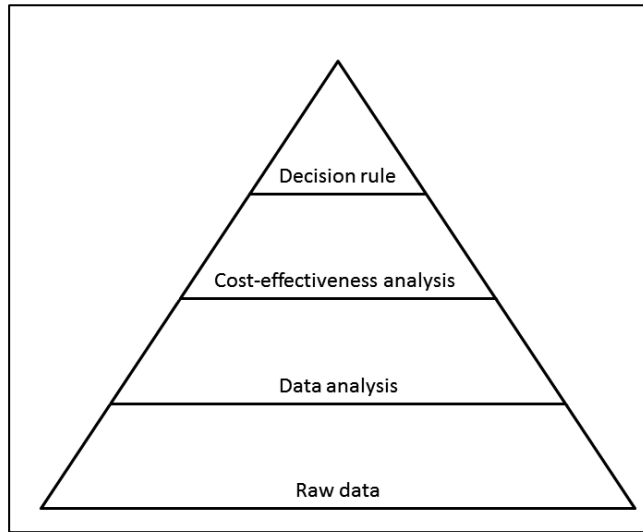 Decision rule
Cost-effectiveness analysis
Data analysis
Raw data